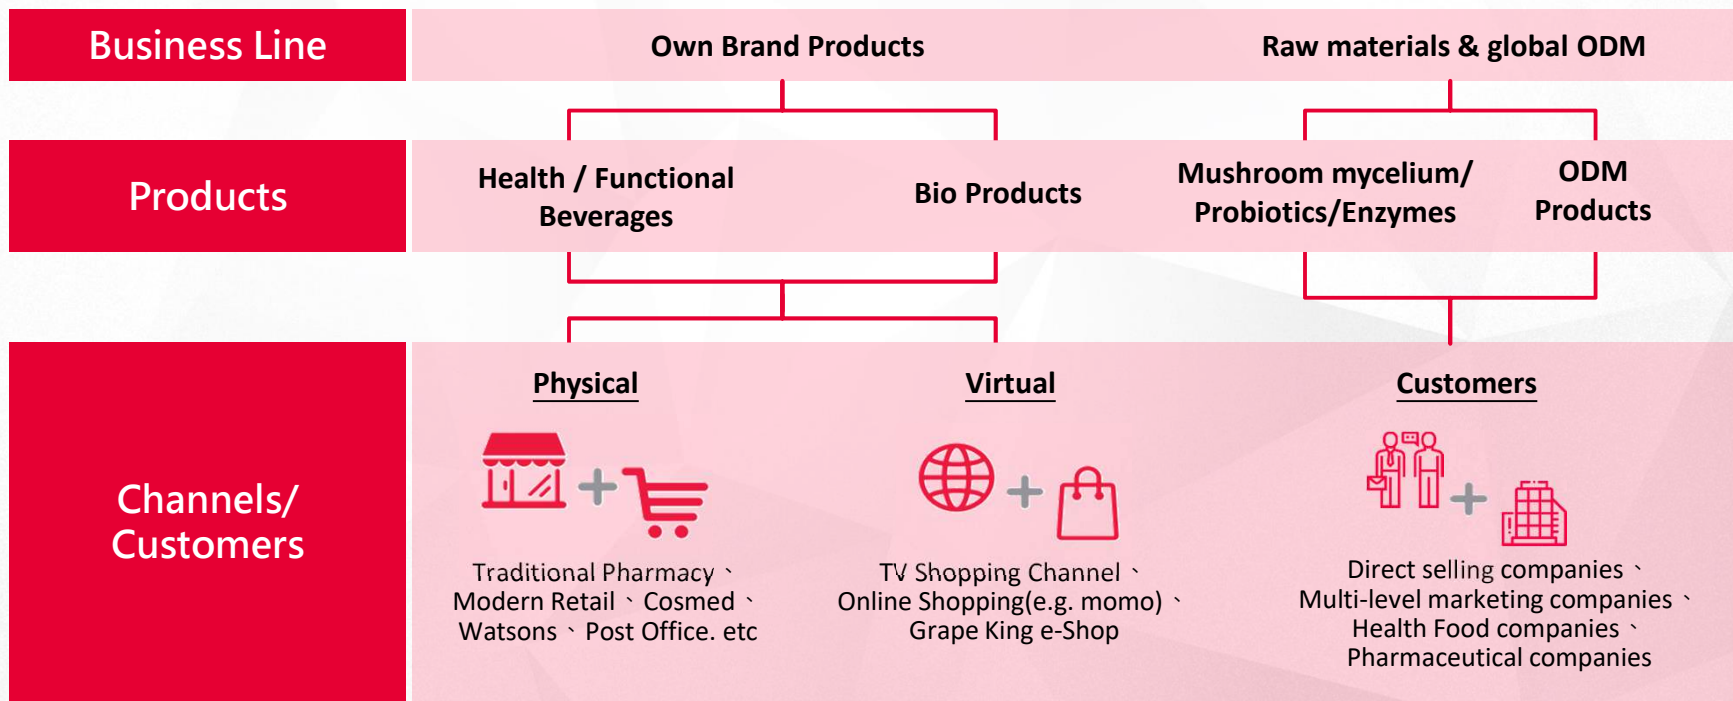 Business Line
Own Brand Products
Raw materials & global ODM
Products
Health / Functional
Beverages
Bio Products
Mushroom mycelium/
Probiotics/Enzymes
ODM
Products
Channels/
Customers
Physical
Traditional Pharmacy、
Modern Retail、Cosmed、
Watsons、Post Office. etc
Virtual
TV Shopping Channel、
Online Shopping(e.g. momo)、
Grape King e-Shop
Customers
Direct selling companies、
Multi-level marketing companies、
Health Food companies、
Pharmaceutical companies